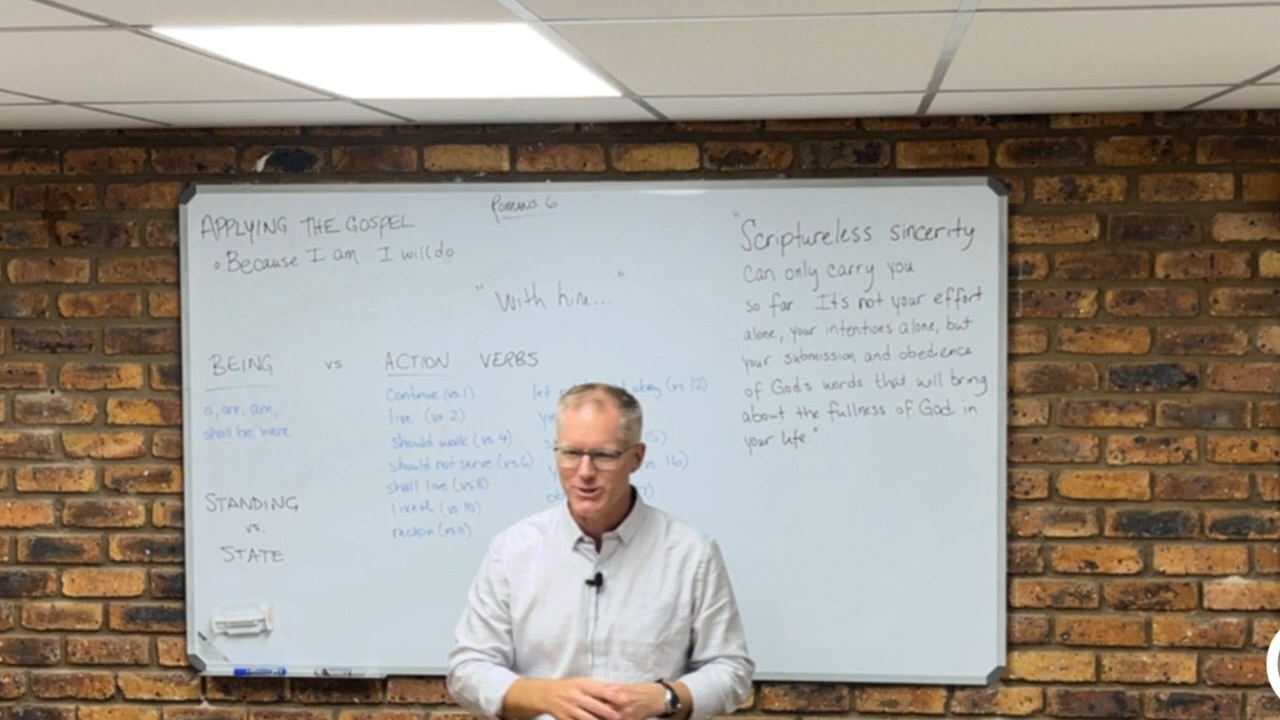 Romans 6
APPLYING THE GOSPEL
• Because I am I will do
"With him..."
BEING vs ACTION VERBS
is, are, am,
shall be, were
Continue (vs. 1)
live (vs. 2)
should walk (vs. 4)
should not serve (vs. 6)
shall live (vs. 8)
liveth (vs. 10)
reckon (vs. 11)
let obey (vs. 12)
vs. 16)
STANDING
vs.
STATE
"Scriptureless sincerity
can only carry you
so far. It's not your effort
alone, your intentions alone, but
your submission and obedience
of God's words that will bring
about the fullness of God in
your life."